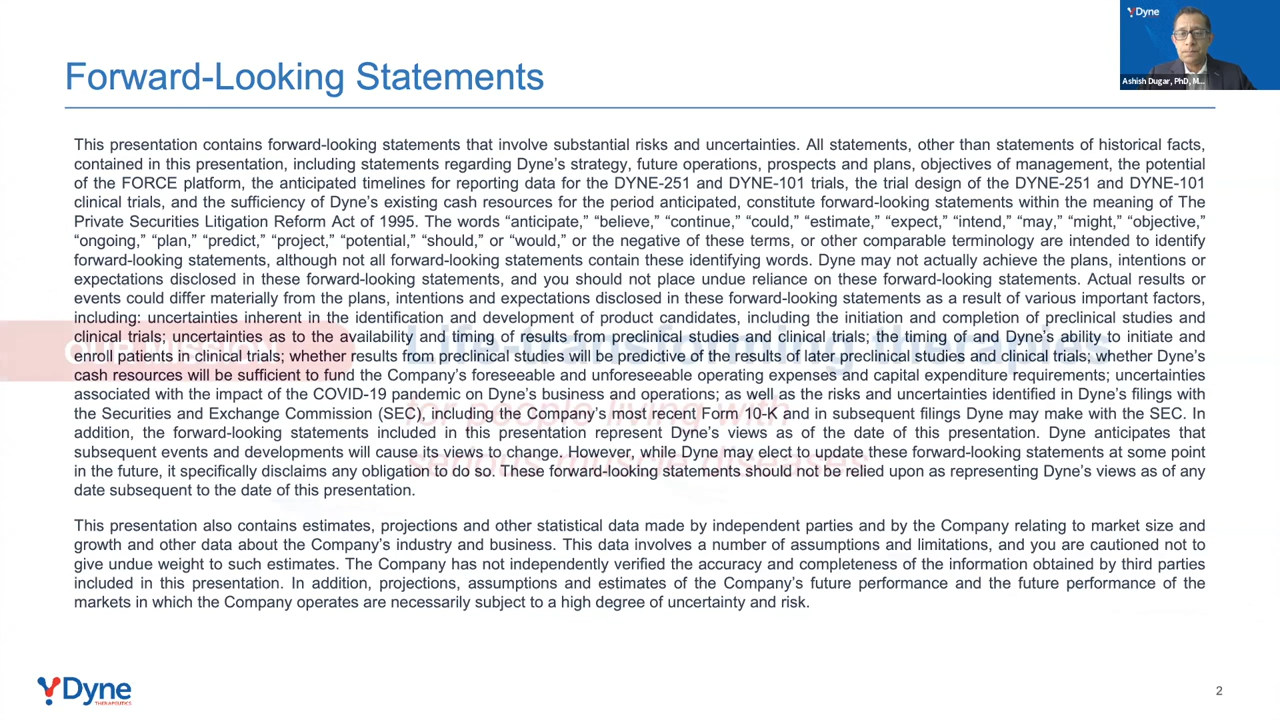 Dyne
Ashish Dugar, PhD, M...
Forward-Looking Statements
This presentation contains forward-looking statements that involve substantial risks and uncertainties. All statements, other than statements of historical facts,
contained in this presentation, including statements regarding Dyne’s strategy, future operations, prospects and plans, objectives of management, the potential
of the FORCE platform, the anticipated timelines for reporting data for the DYNE-251 and DYNE-101 trials, the trial design of the DYNE-251 and DYNE-101
clinical trials, and the sufficiency of Dyne’s existing cash resources for the period anticipated, constitute forward-looking statements within the meaning of The
Private Securities Litigation Reform Act of 1995. The words “anticipate,” “believe,” “continue,” “could,” “estimate,” “expect,” “intend,” “may,” “might,” “objective,”
“ongoing,” “plan,” “predict,” “project,” “potential,” “should,” or “would,” or the negative of these terms, or other comparable terminology are intended to identify
forward-looking statements, although not all forward-looking statements contain these identifying words. Dyne may not actually achieve the plans, intentions or
expectations disclosed in these forward-looking statements, and you should not place undue reliance on these forward-looking statements. Actual results or
events could differ materially from the plans, intentions and expectations disclosed in these forward-looking statements as a result of various important factors,
including: uncertainties inherent in the identification and development of product candidates, including the initiation and completion of preclinical studies and
clinical trials; uncertainties as to the availability and timing of results from preclinical studies and clinical trials; the timing of and Dyne’s ability to initiate and
enroll patients in clinical trials; whether results from preclinical studies will be predictive of the results of later preclinical studies and clinical trials; whether Dyne’s
cash resources will be sufficient to fund the Company’s foreseeable and unforeseeable operating expenses and capital expenditure requirements; uncertainties
associated with the impact of the COVID-19 pandemic on Dyne’s business and operations; as well as the risks and uncertainties identified in Dyne’s filings with
the Securities and Exchange Commission (SEC), including the Company’s most recent Form 10-K and in subsequent filings Dyne may make with the SEC. In
addition, the forward-looking statements included in this presentation represent Dyne’s views as of the date of this presentation. Dyne anticipates that
subsequent events and developments will cause its views to change. However, while Dyne may elect to update these forward-looking statements at some point
in the future, it specifically disclaims any obligation to do so. These forward-looking statements should not be relied upon as representing Dyne’s views as of any
date subsequent to the date of this presentation.
This presentation also contains estimates, projections and other statistical data made by independent parties and by the Company relating to market size and
growth and other data about the Company’s industry and business. This data involves a number of assumptions and limitations, and you are cautioned not to
give undue weight to such estimates. The Company has not independently verified the accuracy and completeness of the information obtained by third parties
included in this presentation. In addition, projections, assumptions and estimates of the Company’s future performance and the future performance of the
markets in which the Company operates are necessarily subject to a high degree of uncertainty and risk.
OUR MISSION
Life-transforming therapies
for people living with
serious muscle diseases
Dyne
THERAPEUTICS
2